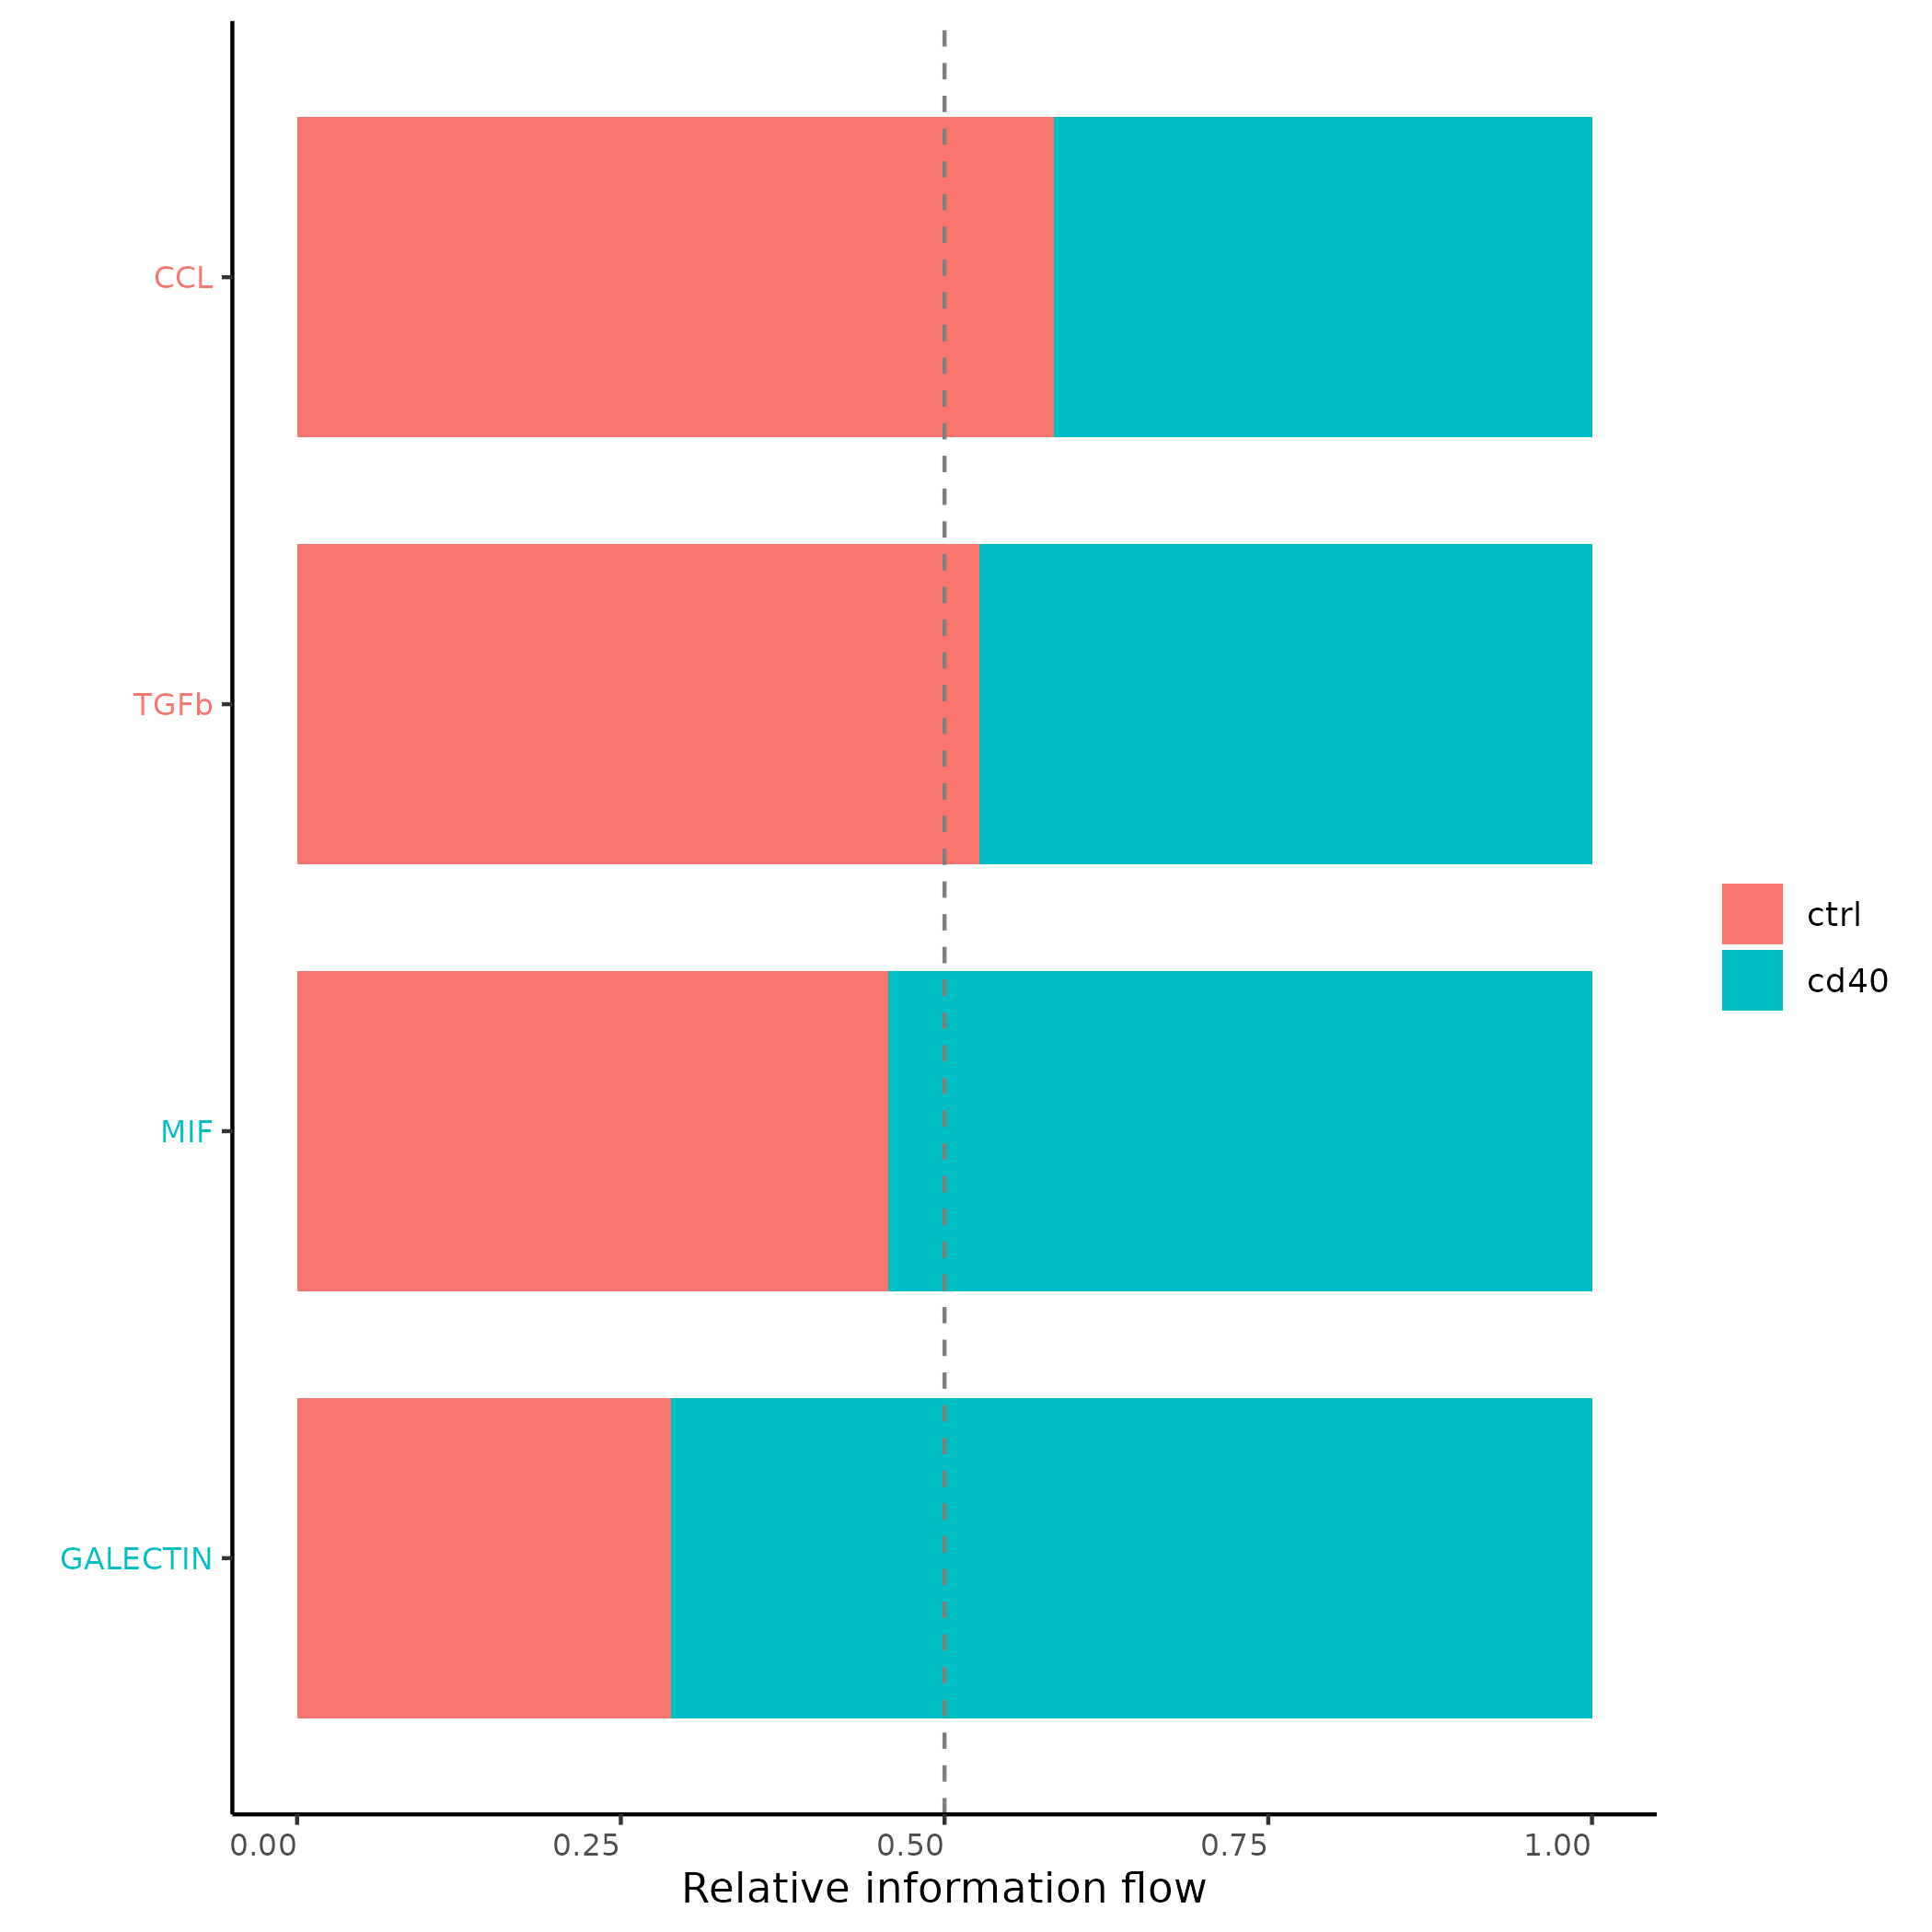 CCL
TGFb
MIF
GALECTIN
ctrl
cd40
0.00 0.25 0.50 0.75 1.00
Relative information flow